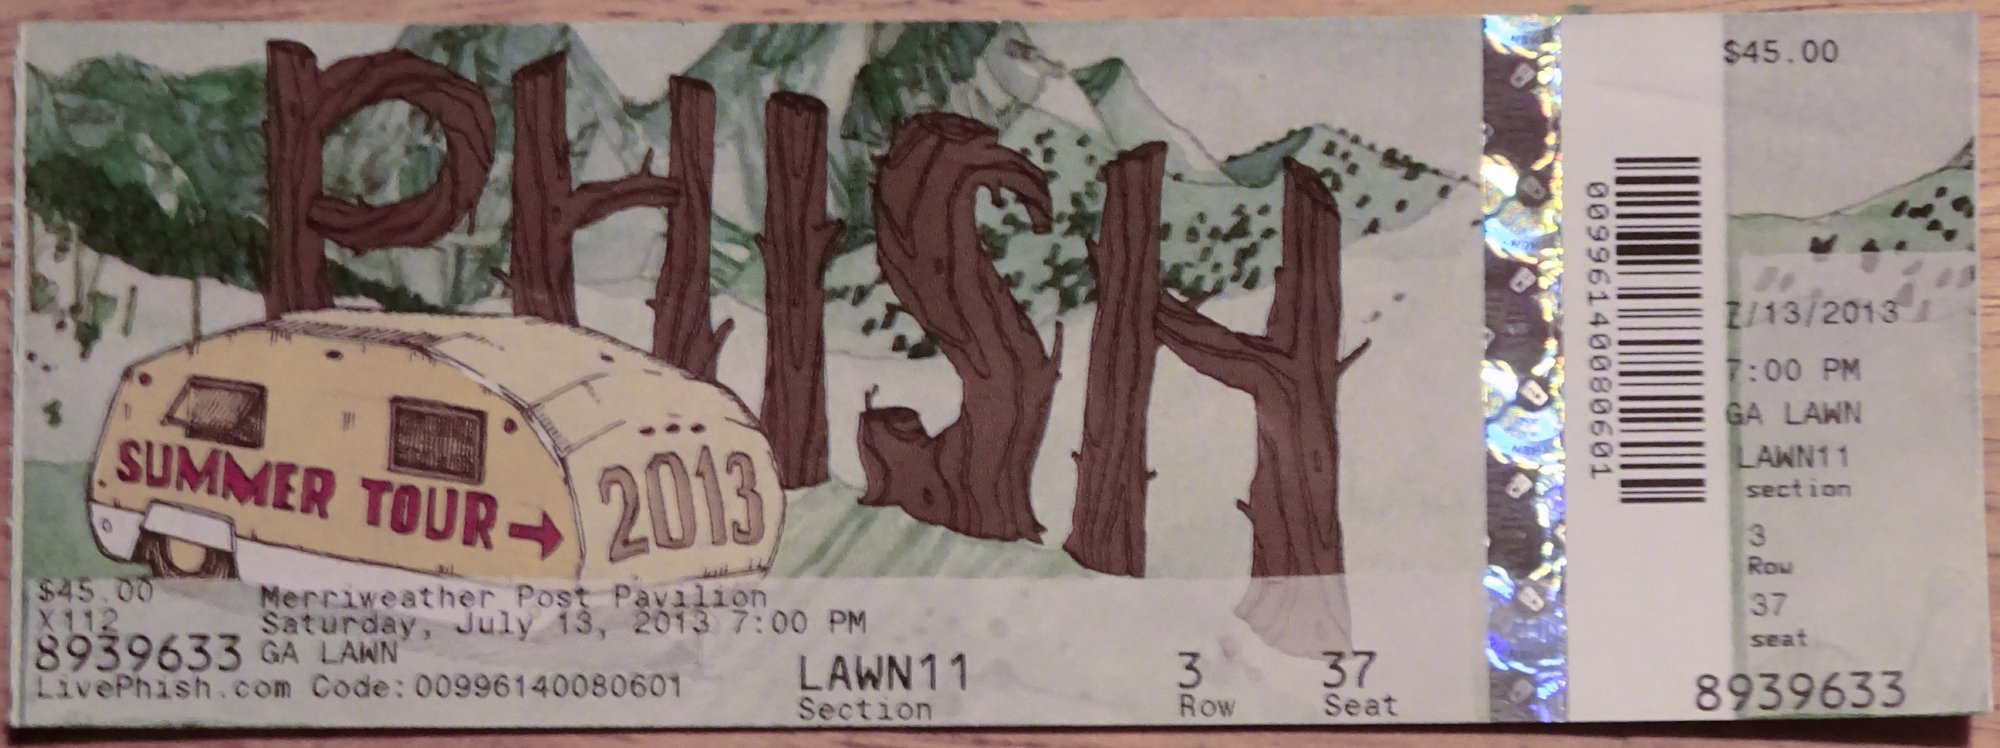 PHISH
SUMMER TOUR
2013
$45.00
X112
8939633
Merriweather Post Pavilion
Saturday, July 13, 2013 7:00 PM
GA LAWN
LivePhish.com Code:00996140080601
LAWN11
Section
3
Row
37
Seat
00996140080601
$45.00
7/13/2013
7:00 PM
GA LAWN
LAWN11
section
3
Row
37
seat
8939633